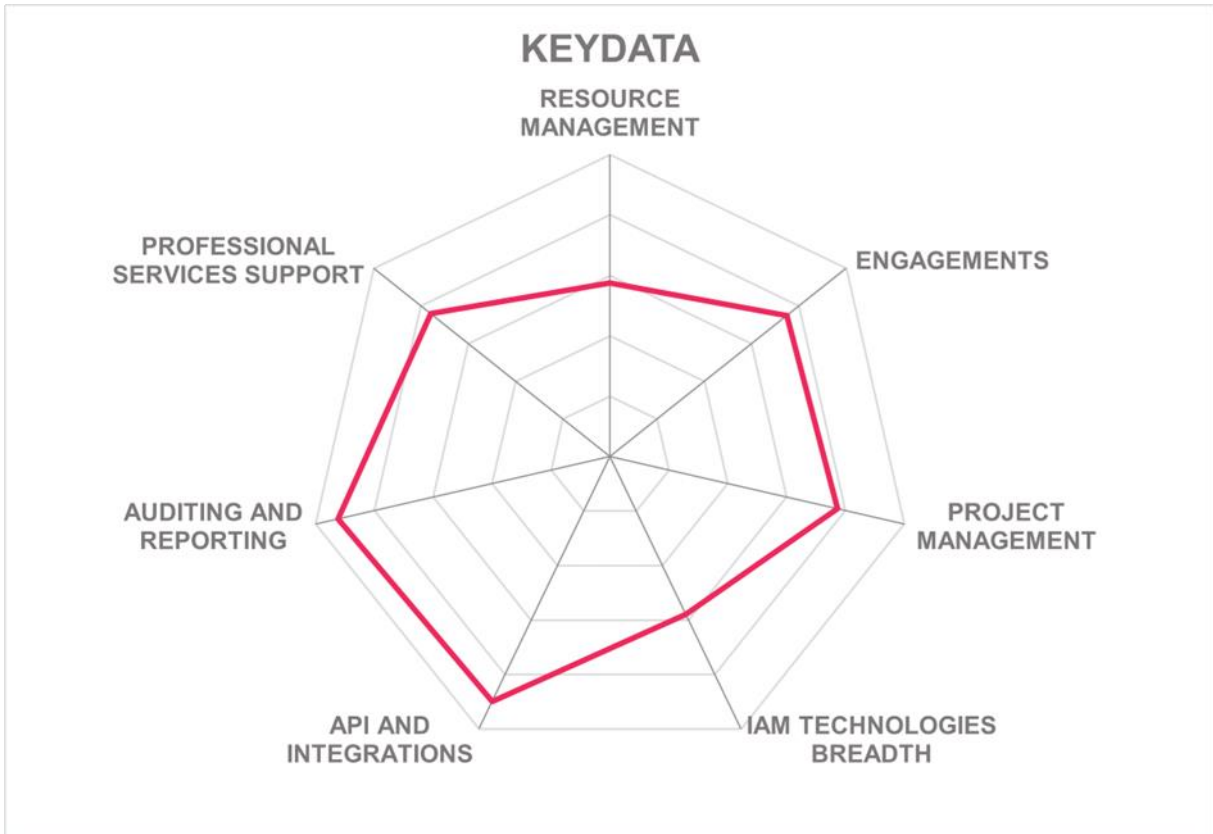 KEYDATA
RESOURCE
MANAGEMENT
ENGAGEMENTS
PROJECT
MANAGEMENT
IAM TECHNOLOGIES
BREADTH
API AND
INTEGRATIONS
AUDITING AND
REPORTING
PROFESSIONAL
SERVICES SUPPORT